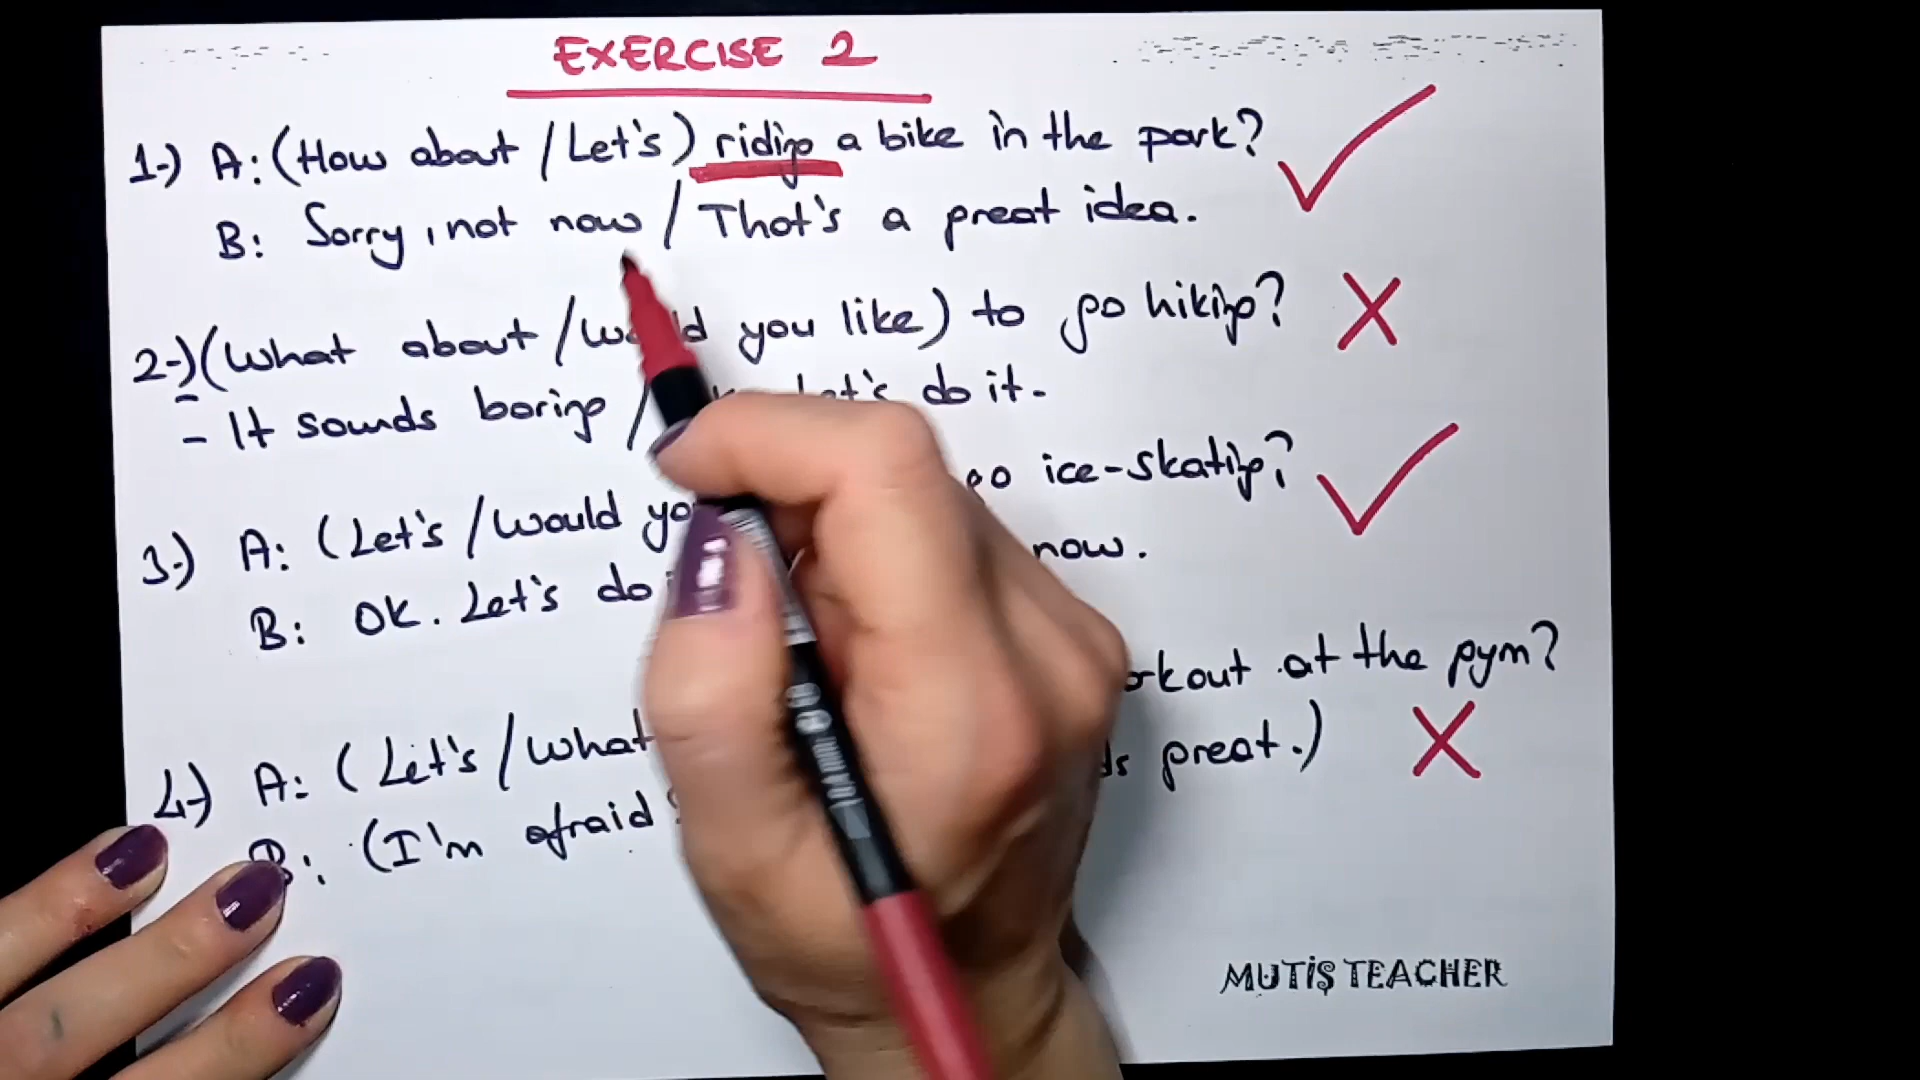 EXERCISE 2
1-) A: (How about / Let's) riding a bike in the park?
B: Sorry, not now / That's a great idea.
2-) (What about / would you like) to go hiking?
- It sounds boring / Let's do it.
3-) A: (Let's / would go ice-skating?
B: OK. Let's do now.
4-) A: (Let's / what at the gym?
B: (I'm afraid great.)
MUTİŞ TEACHER